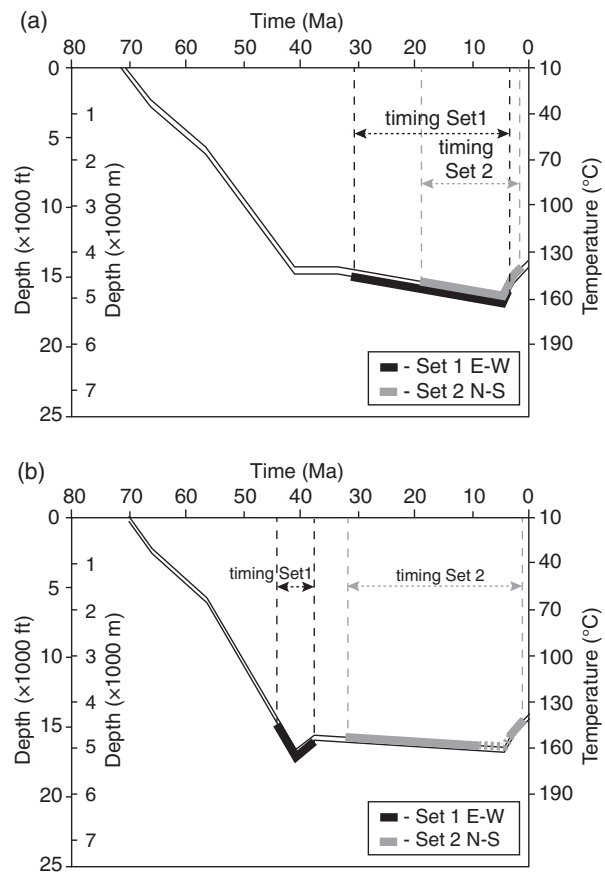 (a)
Time (Ma)
80 70 60 50 40 30 20 10 0
0 10
timing Set1
1 40
5
timing
Set 2
2 70
10 3 100
4 130
15
5 160
20 6 190
7
25
Depth (×1000 ft)
Depth (×1000 m)
Temperature (°C)
- Set 1 E-W
- Set 2 N-S
(b)
Time (Ma)
80 70 60 50 40 30 20 10 0
0 10
1 40
timing Set1 timing Set 2
5
2 70
10 3 100
4 130
15
5 160
20 6 190
7
25
Depth (×1000 ft)
Depth (×1000 m)
Temperature (°C)
- Set 1 E-W
- Set 2 N-S